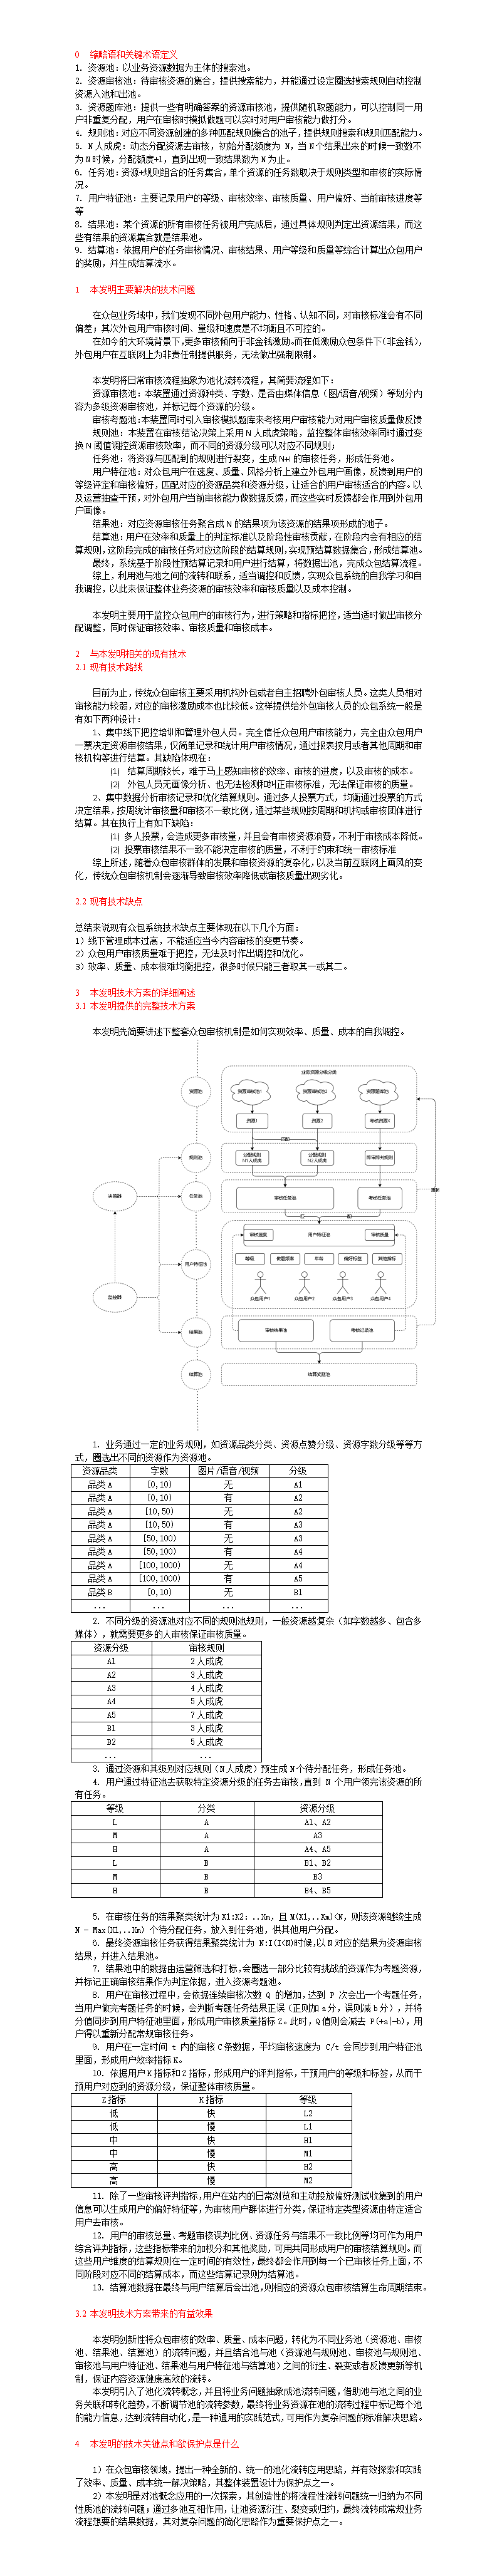 0 缩略语和关键术语定义
1. 资源池：以业务资源数据为主体的搜索池。
2. 资源审核池：待审核资源的集合，提供搜索能力，并能通过设定圈选搜索规则自动控制
资源入池和出池。
3. 资源题库池：提供一些有明确答案的资源审核池，提供随机取题能力，可以控制同一用
户非重复分配，用户在审核时模拟做题可以实时对用户审核能力做打分。
4. 规则池：对应不同资源创建的多种匹配规则集合的池子，提供规则搜索和规则匹配能力。
5. N人成虎：动态分配资源去审核，初始分配额度为 N，当N个结果出来的时候一致数不
为N时候，分配额度+1，直到出现一致结果数为N为止。
6. 任务池：资源+规则组合的任务集合，单个资源的任务数取决于规则类型和审核的实际情
况。
7. 用户特征池：主要记录用户的等级、审核效率、审核质量、用户偏好、当前审核进度等
等
8. 结果池：某个资源的所有审核任务被用户完成后，通过具体规则判定出资源结果，而这
些有结果的资源集合就是结果池。
9. 结算池：依据用户的任务审核情况、审核结果、用户等级和质量等综合计算出众包用户
的奖励，并生成结算流水。
1 本发明主要解决的技术问题
在众包业务域中，我们发现不同外包用户能力、性格、认知不同，对审核标准会有不同
偏差；其次外包用户审核时间、量级和速度是不均衡且不可控的。
在如今的大环境背景下，更多审核倾向于非金钱激励。而在低激励众包条件下（非金钱），
外包用户在互联网上为非责任制提供服务，无法做出强制限制。
本发明将日常审核流程抽象为池化流转流程，其简要流程如下：
资源审核池：本装置通过资源种类、字数、是否由媒体信息（图/语音/视频）等划分内
容为多级资源审核池，并标记每个资源的分级。
审核考题池：本装置同时引入审核模拟题库来考核用户审核能力对用户审核质量做反馈
规则池：本装置在审核结论决策上采用N人成虎策略，监控整体审核效率同时通过变
换N阈值调控资源审核效率，而不同的资源分级可以对应不同规则；
任务池：将资源与匹配到的规则进行裂变，生成N+i的审核任务，形成任务池。
用户特征池：对众包用户在速度、质量、风格分析上建立外包用户画像，反馈到用户的
等级评定和审核偏好，匹配对应的资源品类和资源分级，让适合的用户审核适合的内容。以
及运营抽查干预，对外包用户当前审核能力做数据反馈，而这些实时反馈都会作用到外包用
户画像。
结果池：对应资源审核任务聚合成N的结果项为该资源的结果项形成的池子。
结算池：用户在效率和质量上的判定标准以及阶段性审核贡献，在阶段内会有相应的结
算规则，这阶段完成的审核任务对应这阶段的结算规则，实现预结算数据集合，形成结算池。
最终，系统基于阶段性预结算记录和用户进行结算，将数据出池，完成众包结算流程。
综上，利用池与池之间的流转和联系，适当调控和反馈，实现众包系统的自我学习和自
我调控，以此来保证整体业务资源的审核效率和审核质量以及成本控制。
本发明主要用于监控众包用户的审核行为，进行策略和指标把控，适当适时做出审核分
配调整，同时保证审核效率、审核质量和审核成本。
2 与本发明相关的现有技术
2.1 现有技术路线
目前为止，传统众包审核主要采用机构外包或者自主招聘外包审核人员。这类人员相对
审核能力较弱，对应的审核激励成本也比较低。这样提供给外包审核人员的众包系统一般是
有如下两种设计：
1、集中线下把控培训和管理外包人员。完全信任众包用户审核能力，完全由众包用户
一票决定资源审核结果，仅简单记录和统计用户审核情况，通过报表按月或者其他周期和审
核机构等进行结算。其缺陷体现在：
(1) 结算周期较长，难于马上感知审核的效率、审核的进度，以及审核的成本。
(2) 外包人员无画像分析、也无法检测和纠正审核标准，无法保证审核的质量。
2、集中数据分析审核记录和优化结算规则。通过多人投票方式，均衡通过投票的方式
决定结果，按周统计审核量和审核不一致比例，通过某些规则按周期和机构或审核团体进行
结算。其在执行上有如下缺陷：
(1) 多人投票，会造成更多审核量，并且会有审核资源浪费，不利于审核成本降低。
(2) 投票审核结果不一致不能决定审核的质量，不利于约束和统一审核标准
综上所述，随着众包审核群体的发展和审核资源的复杂化，以及当前互联网上画风的变
化，传统众包审核机制会逐渐导致审核效率降低或审核质量出现劣化。
2.2 现有技术缺点
总结来说现有众包系统技术缺点主要体现在以下几个方面：
1）线下管理成本过高，不能适应当今内容审核的变更节奏。
2）众包用户审核质量难于把控，无法及时作出调控和优化。
3）效率、质量、成本很难均衡把控，很多时候只能三者取其一或其二。
3 本发明技术方案的详细阐述
3.1 本发明提供的完整技术方案
本发明先简要讲述下整套众包审核机制是如何实现效率、质量、成本的自我调控。
业务资源分级分类
资源池
资源审核池1 资源审核池2 资源题库池
资源1 资源2 考核资源3
匹配
规则池
分配规则
N1人成虎
分配规则
N2人成虎
简单即判规则
决策器
任务池
审核任务池 考核任务池
更新
匹 配
审核速度 用户特征池 审核质量
用户特征池
等级 做题频率 年龄 偏好标签 其他指标
监控器
众包用户1 众包用户2 众包用户3 众包用户4
结果池
审核结果池 考核记录池
结算池
结算奖励池
1. 业务通过一定的业务规则，如资源品类分类、资源点赞分级、资源字数分级等等方
式，圈选出不同的资源作为资源池。
资源品类 字数 图片/语音/视频 分级
品类 A [0,10) 无 A1
品类 A [0,10) 有 A2
品类 A [10,50) 无 A2
品类 A [10,50) 有 A3
品类 A [50,100) 无 A3
品类 A [50,100) 有 A4
品类 A [100,1000) 无 A4
品类 A [100,1000) 有 A5
品类 B [0,10) 无 B1
... ... ... ...
2. 不同分级的资源池对应不同的规则池规则，一般资源越复杂（如字数越多、包含多
媒体），就需要更多的人审核保证审核质量。
资源分级 审核规则
A1 2人成虎
A2 3人成虎
A3 4人成虎
A4 5人成虎
A5 7人成虎
B1 3人成虎
B2 5人成虎
... ...
3. 通过资源和其级别对应规则（N人成虎）预生成N个待分配任务，形成任务池。
4. 用户通过特征池去获取特定资源分级的任务去审核，直到 N 个用户领完该资源的所
有任务。
等级 分类 资源分级
L A A1、A2
M A A3
H A A4、A5
L B B1、B2
M B B3
H B B4、B5
5. 在审核任务的结果聚类统计为X1:X2：..Xm，且M(X1,..Xm)<N，则该资源继续生成
N - Max(X1,..Xm) 个待分配任务，放入到任务池，供其他用户分配。
6. 最终资源审核任务获得结果聚类统计为 N:I(I<N)时候，以N对应的结果为资源审核
结果，并进入结果池。
7. 结果池中的数据由运营筛选和打标，会圈选一部分比较有挑战的资源作为考题资源，
并标记正确审核结果作为判定依据，进入资源考题池。
8. 用户在审核过程中，会依据连续审核次数 Q 的增加，达到 P 次会出一个考题任务，
当用户做完考题任务的时候，会判断考题任务结果正误（正则加a分，误则减b分），并将
分值同步到用户特征池里面，形成用户审核质量指标Z。此时，Q值则会减去 P(+a|-b)，用
户得以重新分配常规审核任务。
9. 用户在一定时间 t 内的审核C条数据，平均审核速度为 C/t 会同步到用户特征池
里面，形成用户效率指标K。
10. 依据用户K指标和Z指标，形成用户的评判指标，干预用户的等级和标签，从而干
预用户对应到的资源分级，保证整体审核质量。
Z指标 K指标 等级
低 快 L2
低 慢 L1
中 快 H1
中 慢 M1
高 快 H2
高 慢 M2
11. 除了一些审核评判指标，用户在站内的日常浏览和主动投放偏好测试收集到的用户
信息可以生成用户的偏好特征等，为审核用户群体进行分类，保证特定类型资源由特定适合
用户去审核。
12. 用户的审核总量、考题审核误判比例、资源任务与结果不一致比例等均可作为用户
综合评判指标，这些指标带来的加权分和其他奖励，可用共同形成用户的审核结算规则。而
这些用户维度的结算规则在一定时间的有效性，最终都会作用到每一个已审核任务上面，不
同阶段对应不同的结算成本，而这些结算记录则为结算池。
13. 结算池数据在最终与用户结算后会出池，则相应的资源众包审核结算生命周期结束。
3.2 本发明技术方案带来的有益效果
本发明创新性将众包审核的效率、质量、成本问题，转化为不同业务池（资源池、审核
池、结果池、结算池）的流转问题，并且结合池与池（资源池与规则池、审核池与规则池、
审核池与用户特征池、结果池与用户特征池与结算池）之间的衍生、裂变或者反馈更新等机
制，保证内容资源健康高效的流转。
本发明引入了池化流转概念，并且将业务问题抽象成池流转问题，借助池与池之间的业
务关联和转化趋势，不断调节池的流转参数，最终将业务资源在池的流转过程中标记每个池
的能力信息，达到流转自动化，是一种通用的实践范式，可用作为复杂问题的标准解决思路。
4 本发明的技术关键点和欲保护点是什么
1）在众包审核领域，提出一种全新的、统一的池化流转应用思路，并有效探索和实践
了效率、质量、成本统一解决策略，其整体装置设计为保护点之一。
2）本发明是对池概念应用的一次探索，其创造性的将流程性流转问题统一归纳为不同
性质池的流转问题；通过多池互相作用，让池资源衍生、裂变或归约，最终流转成常规业务
流程想要的结果数据，其对复杂问题的简化思路作为重要保护点之一。